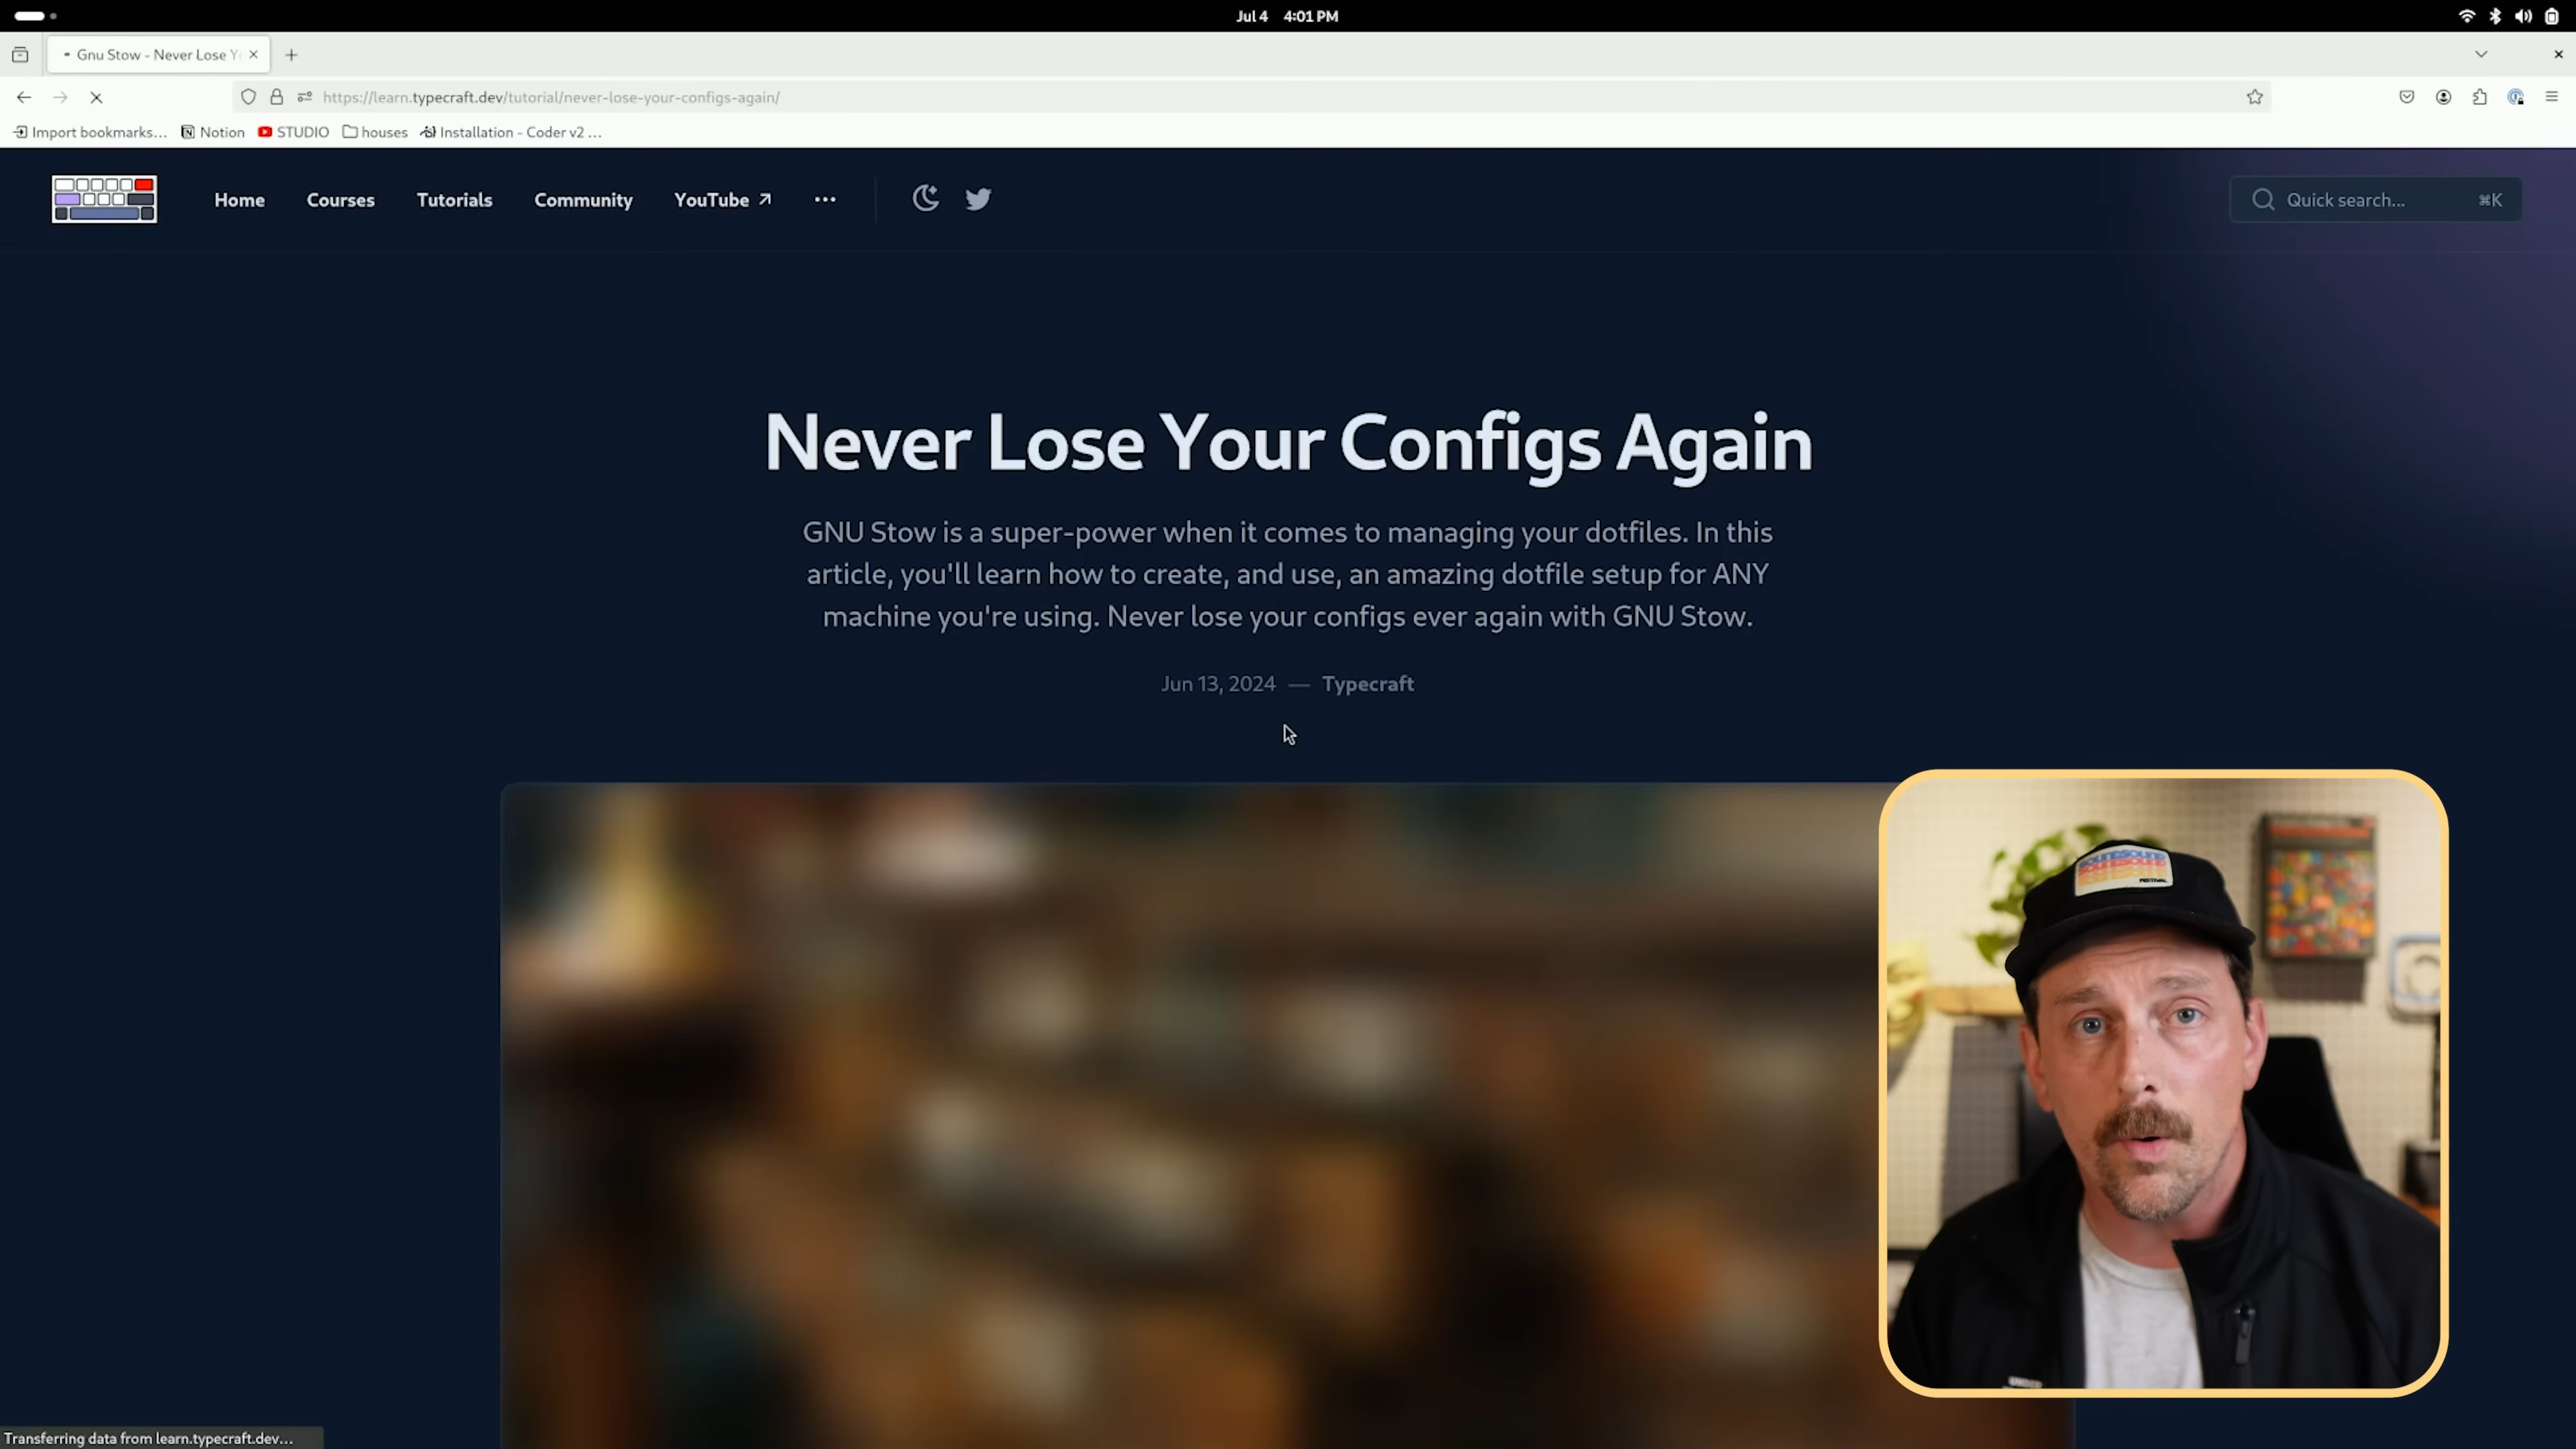 Jul 4 4:01 PM
Gnu Stow - Never Lose Y
https://learn.typecraft.dev/tutorial/never-lose-your-configs-again/
Import bookmarks... Notion STUDIO houses Installation - Coder v2 ...
Home Courses Tutorials Community YouTube ↗ ··· Quick search... ⌘K
Never Lose Your Configs Again
GNU Stow is a super-power when it comes to managing your dotfiles. In this
article, you'll learn how to create, and use, an amazing dotfile setup for ANY
machine you're using. Never lose your configs ever again with GNU Stow.
Jun 13, 2024 — Typecraft
FESTIVAL
UNDER
Transferring data from learn.typecraft.dev...